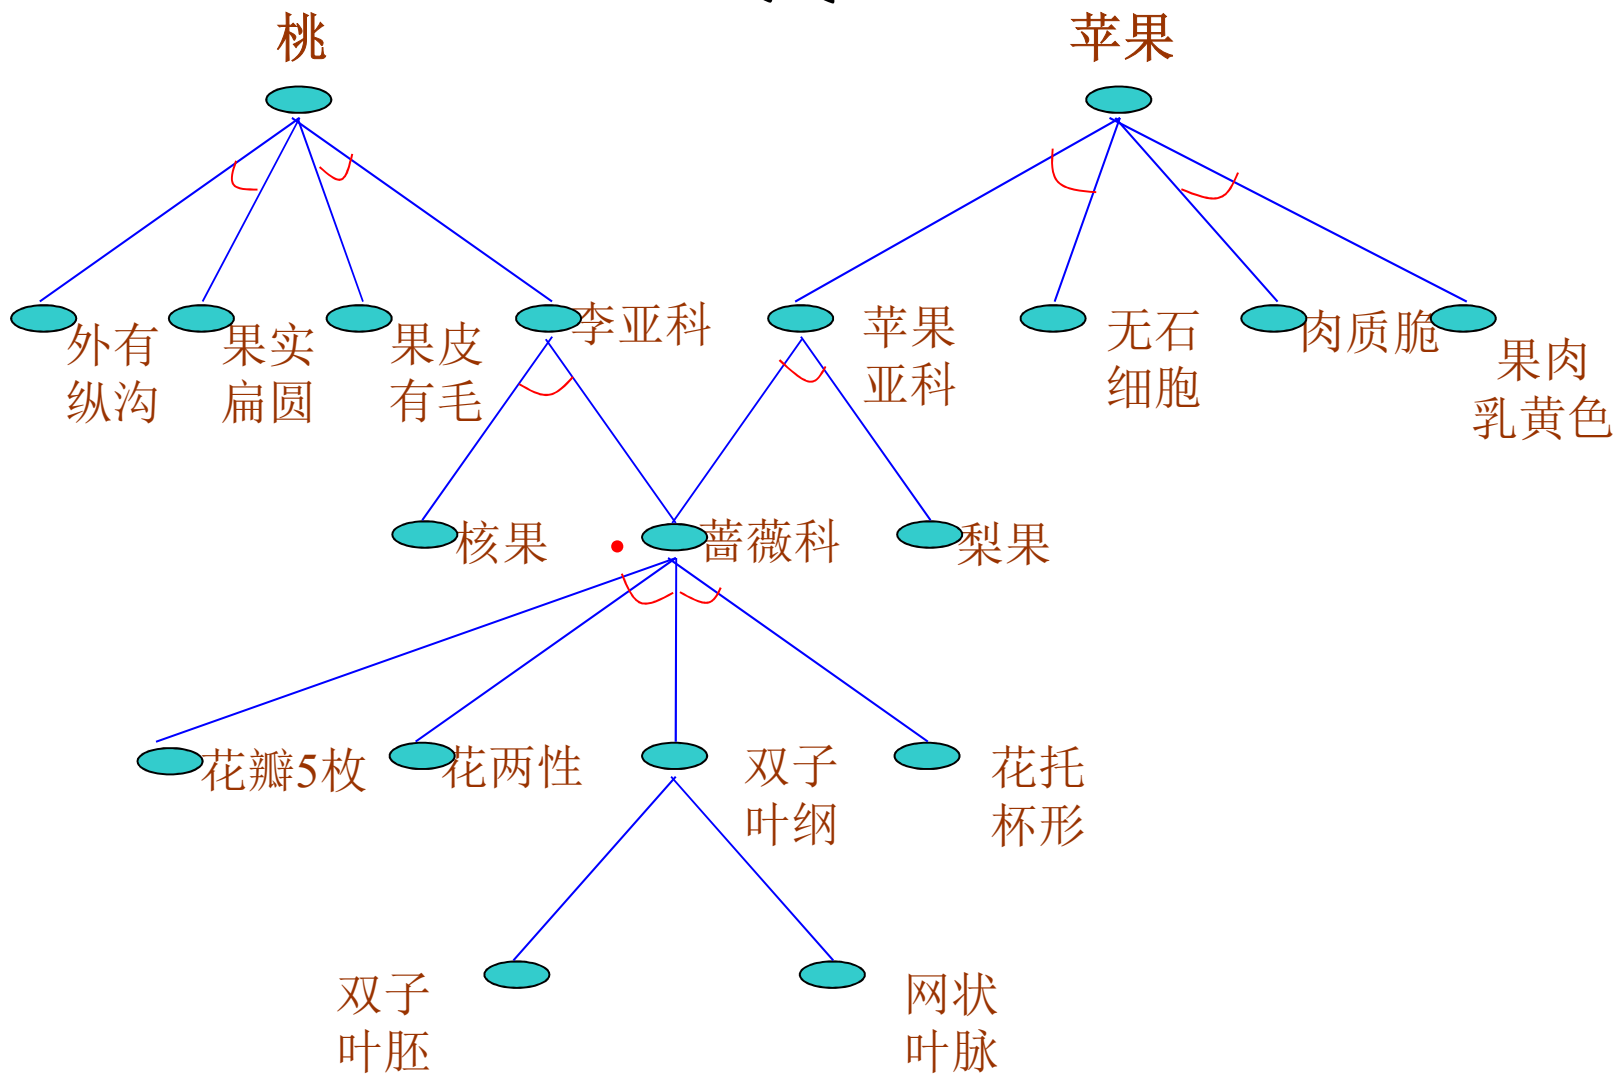 桃
苹果
外有
纵沟
果实
扁圆
果皮
有毛
李亚科
苹果
亚科
无石
细胞
肉质脆
果肉
乳黄色
核果
蔷薇科
梨果
花瓣5枚
花两性
双子
叶纲
花托
杯形
双子
叶胚
网状
叶脉